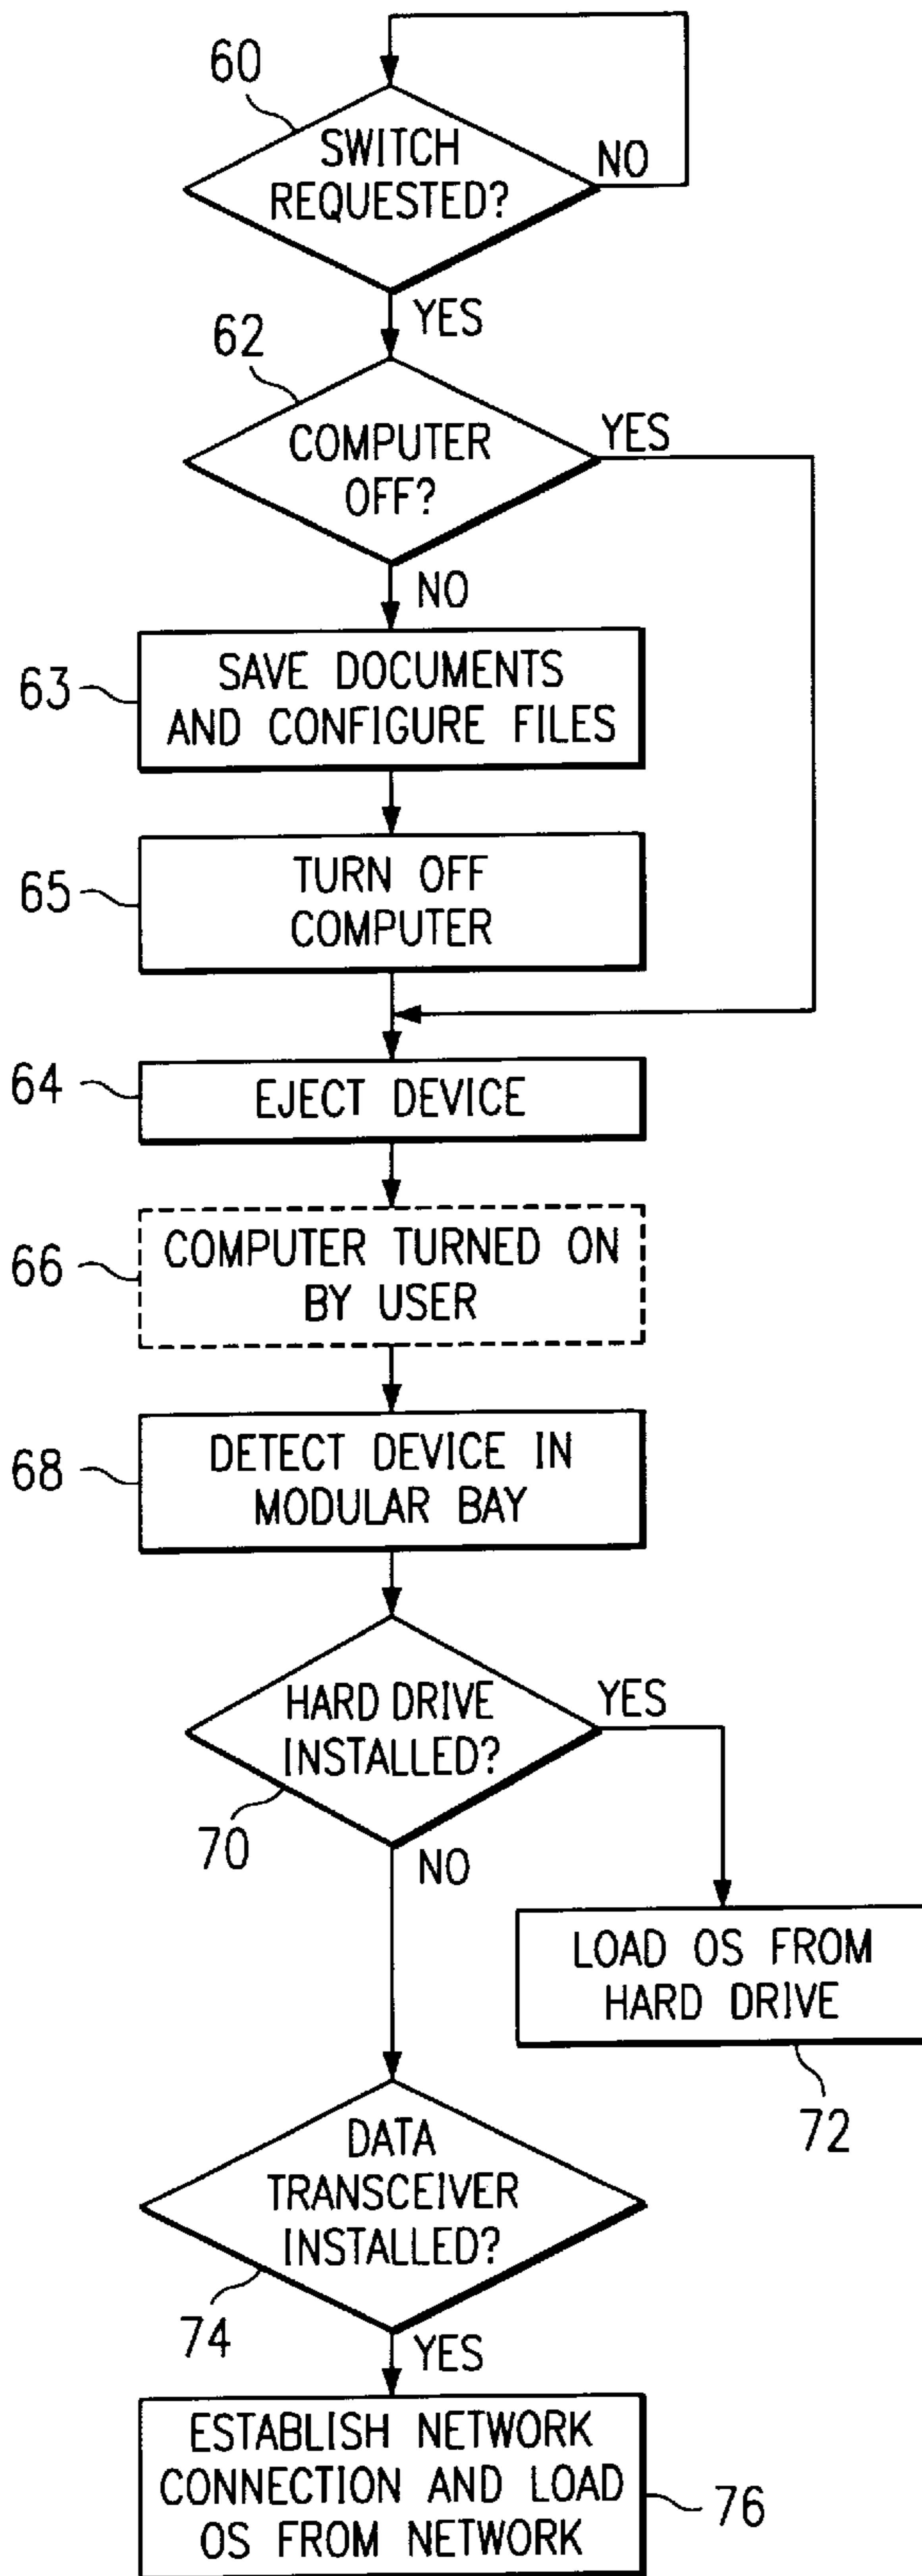 60
SWITCH
REQUESTED?
NO
YES
62
COMPUTER
OFF?
YES
NO
63
SAVE DOCUMENTS
AND CONFIGURE FILES
65
TURN OFF
COMPUTER
64
EJECT DEVICE
66
COMPUTER TURNED ON
BY USER
68
DETECT DEVICE IN
MODULAR BAY
HARD DRIVE
INSTALLED?
YES
70
NO
LOAD OS FROM
HARD DRIVE
72
DATA
TRANSCEIVER
INSTALLED?
74
YES
ESTABLISH NETWORK
CONNECTION AND LOAD
OS FROM NETWORK
76